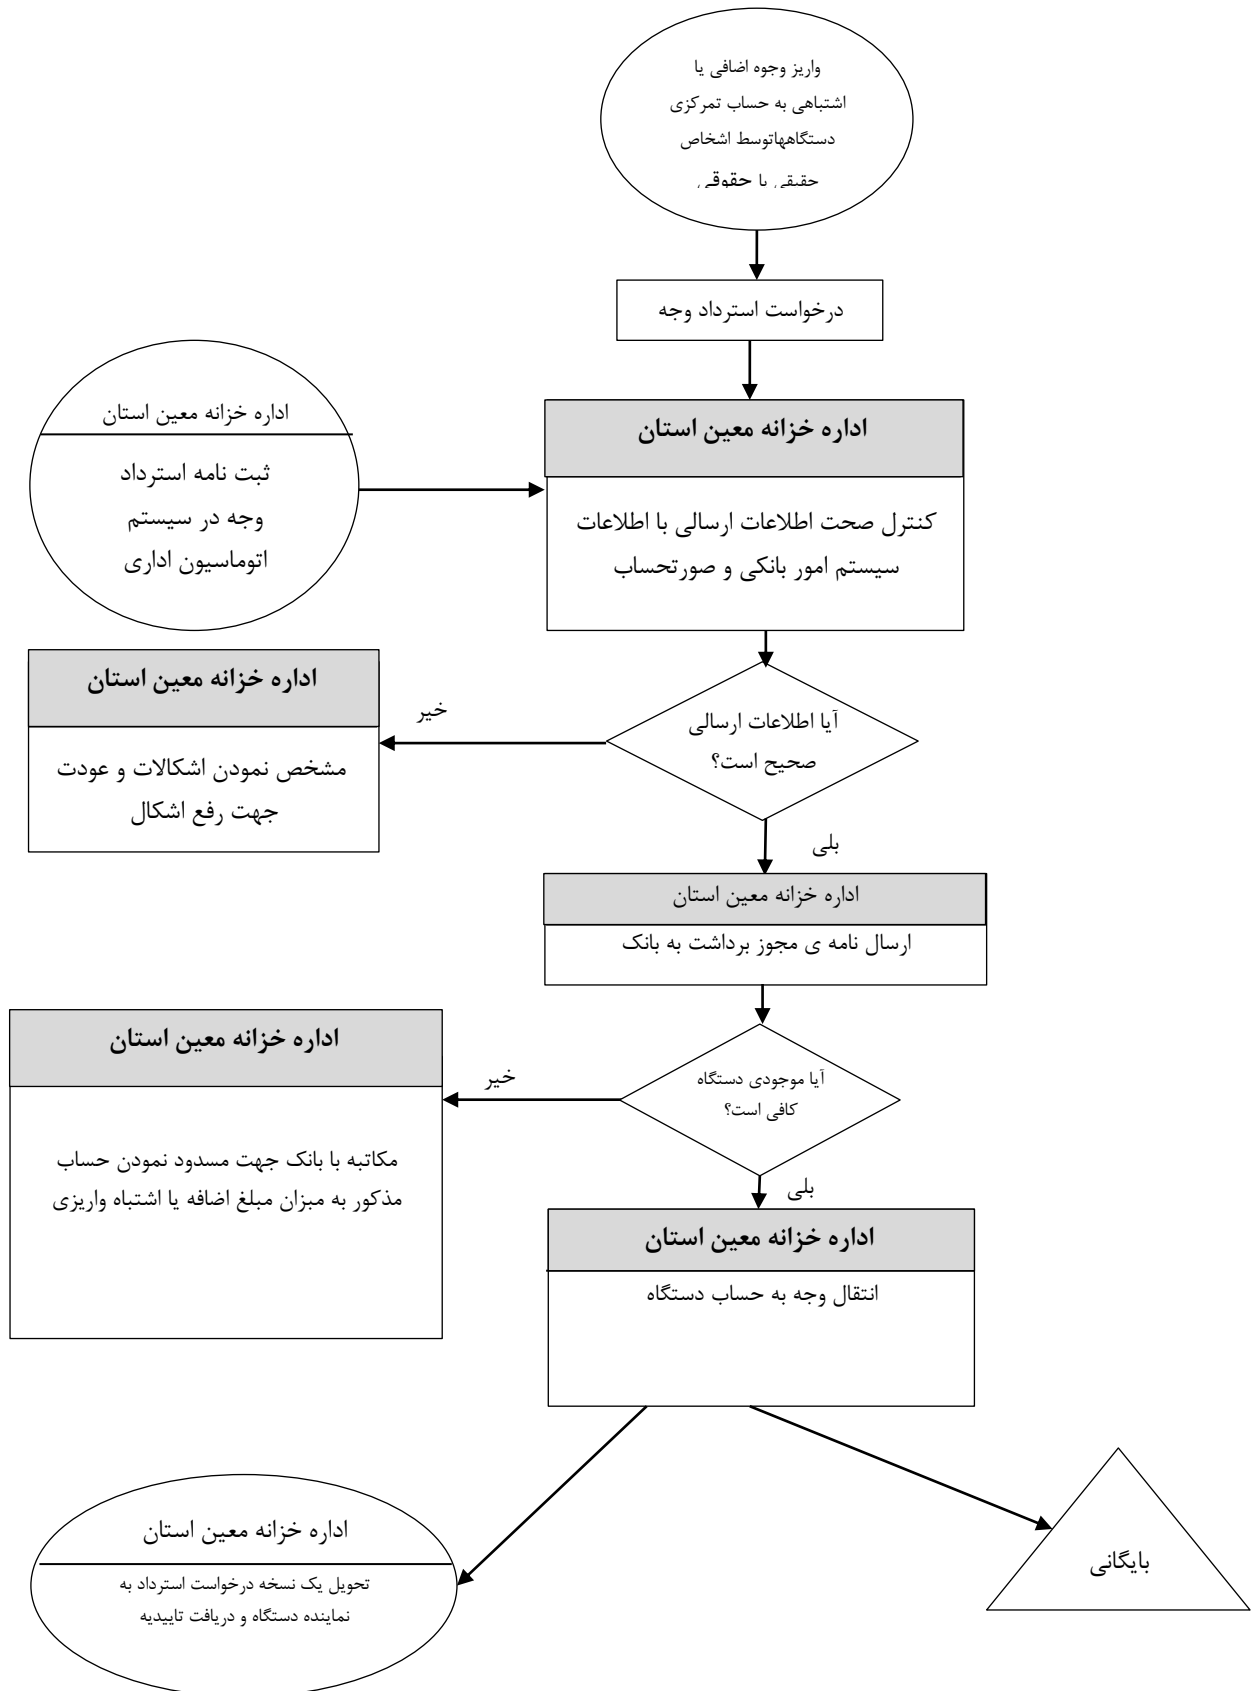 واریز وجوه اضافی یا
اشتباهی به حساب تمرکزی
دستگاههاتوسط اشخاص
حقیقی یا حقوقی
درخواست استرداد وجه
اداره خزانه معین استان
ثبت نامه استرداد
وجه در سیستم
اتوماسیون اداری
اداره خزانه معین استان
کنترل صحت اطلاعات ارسالی با اطلاعات
سیستم امور بانکی و صورتحساب
آیا اطلاعات ارسالی
صحیح است؟
خیر
اداره خزانه معین استان
مشخص نمودن اشکالات و عودت
جهت رفع اشکال
بلی
اداره خزانه معین استان
ارسال نامه ی مجوز برداشت به بانک
آیا موجودی دستگاه
کافی است؟
خیر
اداره خزانه معین استان
مکاتبه با بانک جهت مسدود نمودن حساب
مذکور به میزان مبلغ اضافه یا اشتباه واریزی
بلی
اداره خزانه معین استان
انتقال وجه به حساب دستگاه
بایگانی
اداره خزانه معین استان
تحویل یک نسخه درخواست استرداد به
نماینده دستگاه و دریافت تاییدیه